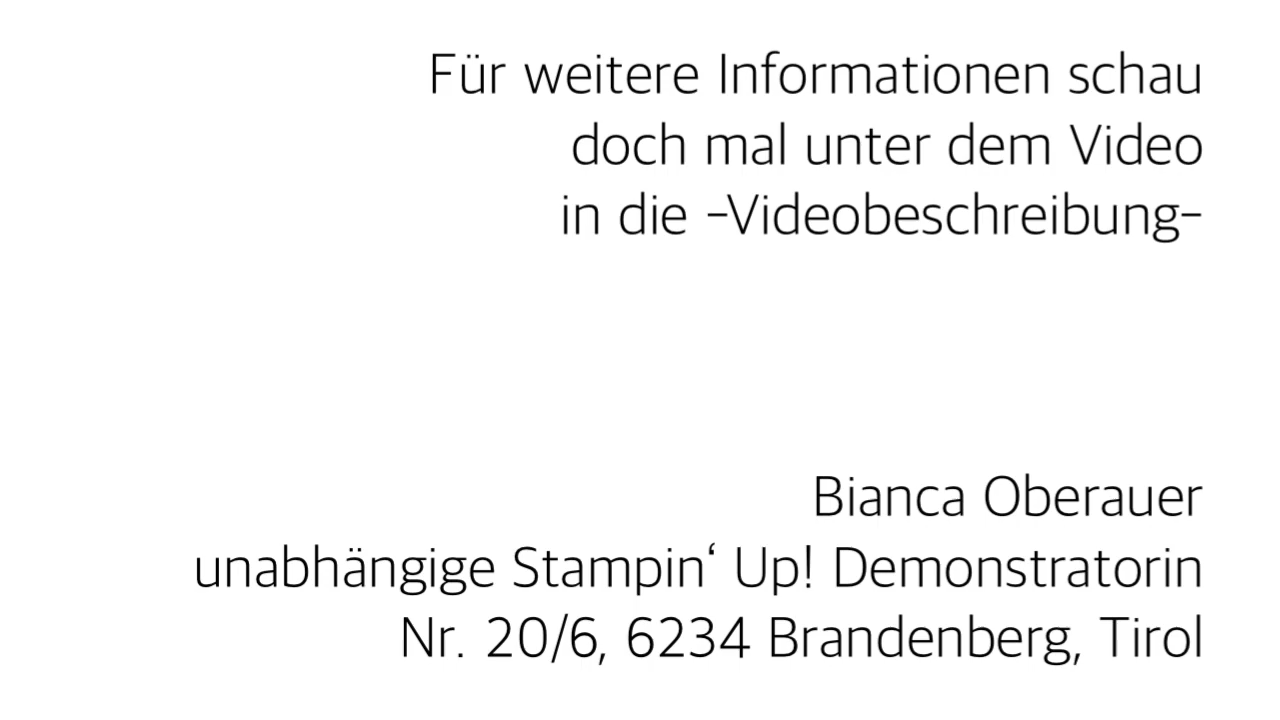 Für weitere Informationen schau
doch mal unter dem Video
in die -Videobeschreibung-
Bianca Oberauer
unabhängige Stampin‘ Up! Demonstratorin
Nr. 20/6, 6234 Brandenberg, Tirol